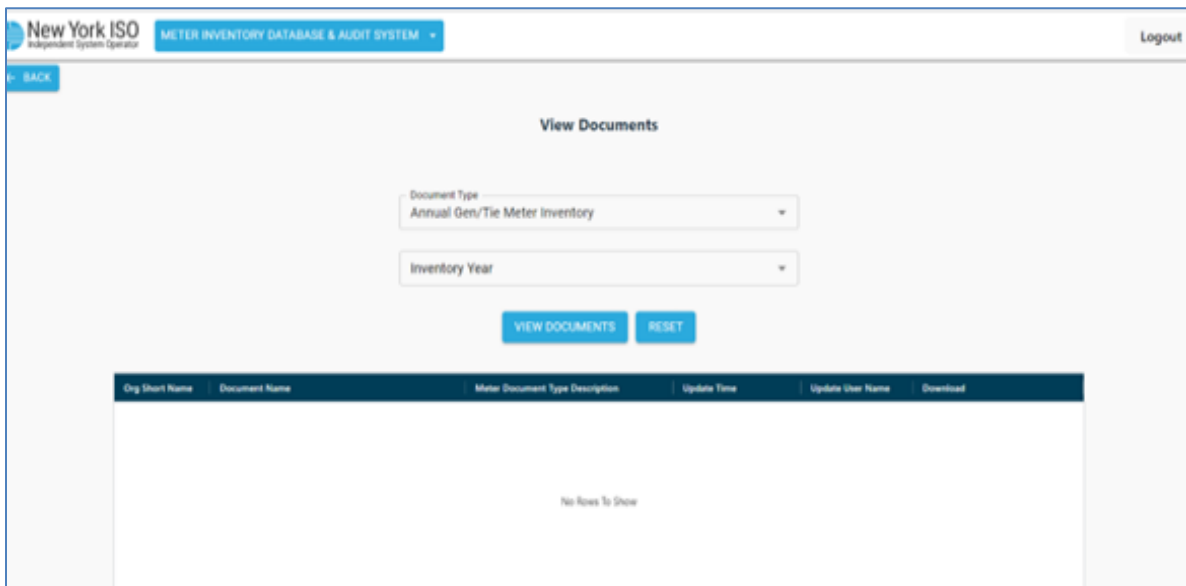 New York ISO
Independent System Operator
METER INVENTORY DATABASE & AUDIT SYSTEM
Logout
← BACK
View Documents
Document Type
Annual Gen/Tie Meter Inventory
Inventory Year
VIEW DOCUMENTS RESET
Org Short Name Document Name Meter Document Type Description Update Time Update User Name Download
No Rows To Show